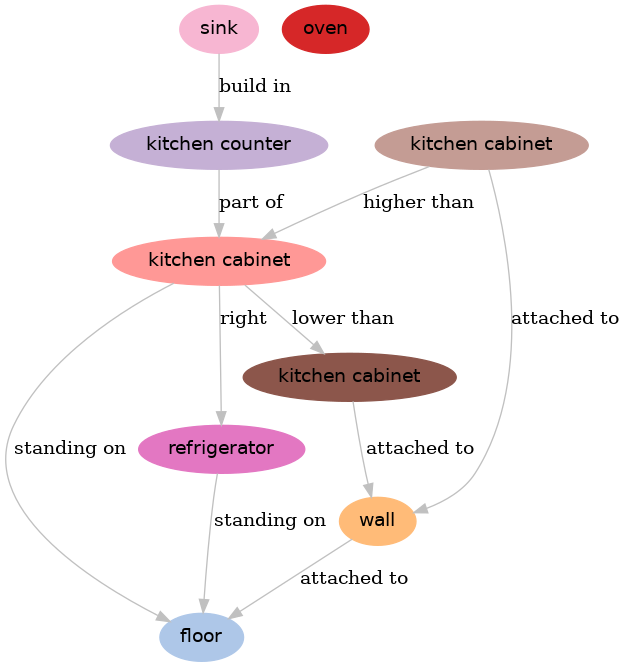 sink
oven
build in
kitchen counter
kitchen cabinet
part of
higher than
kitchen cabinet
right
lower than
attached to
kitchen cabinet
standing on
refrigerator
attached to
wall
standing on
attached to
floor